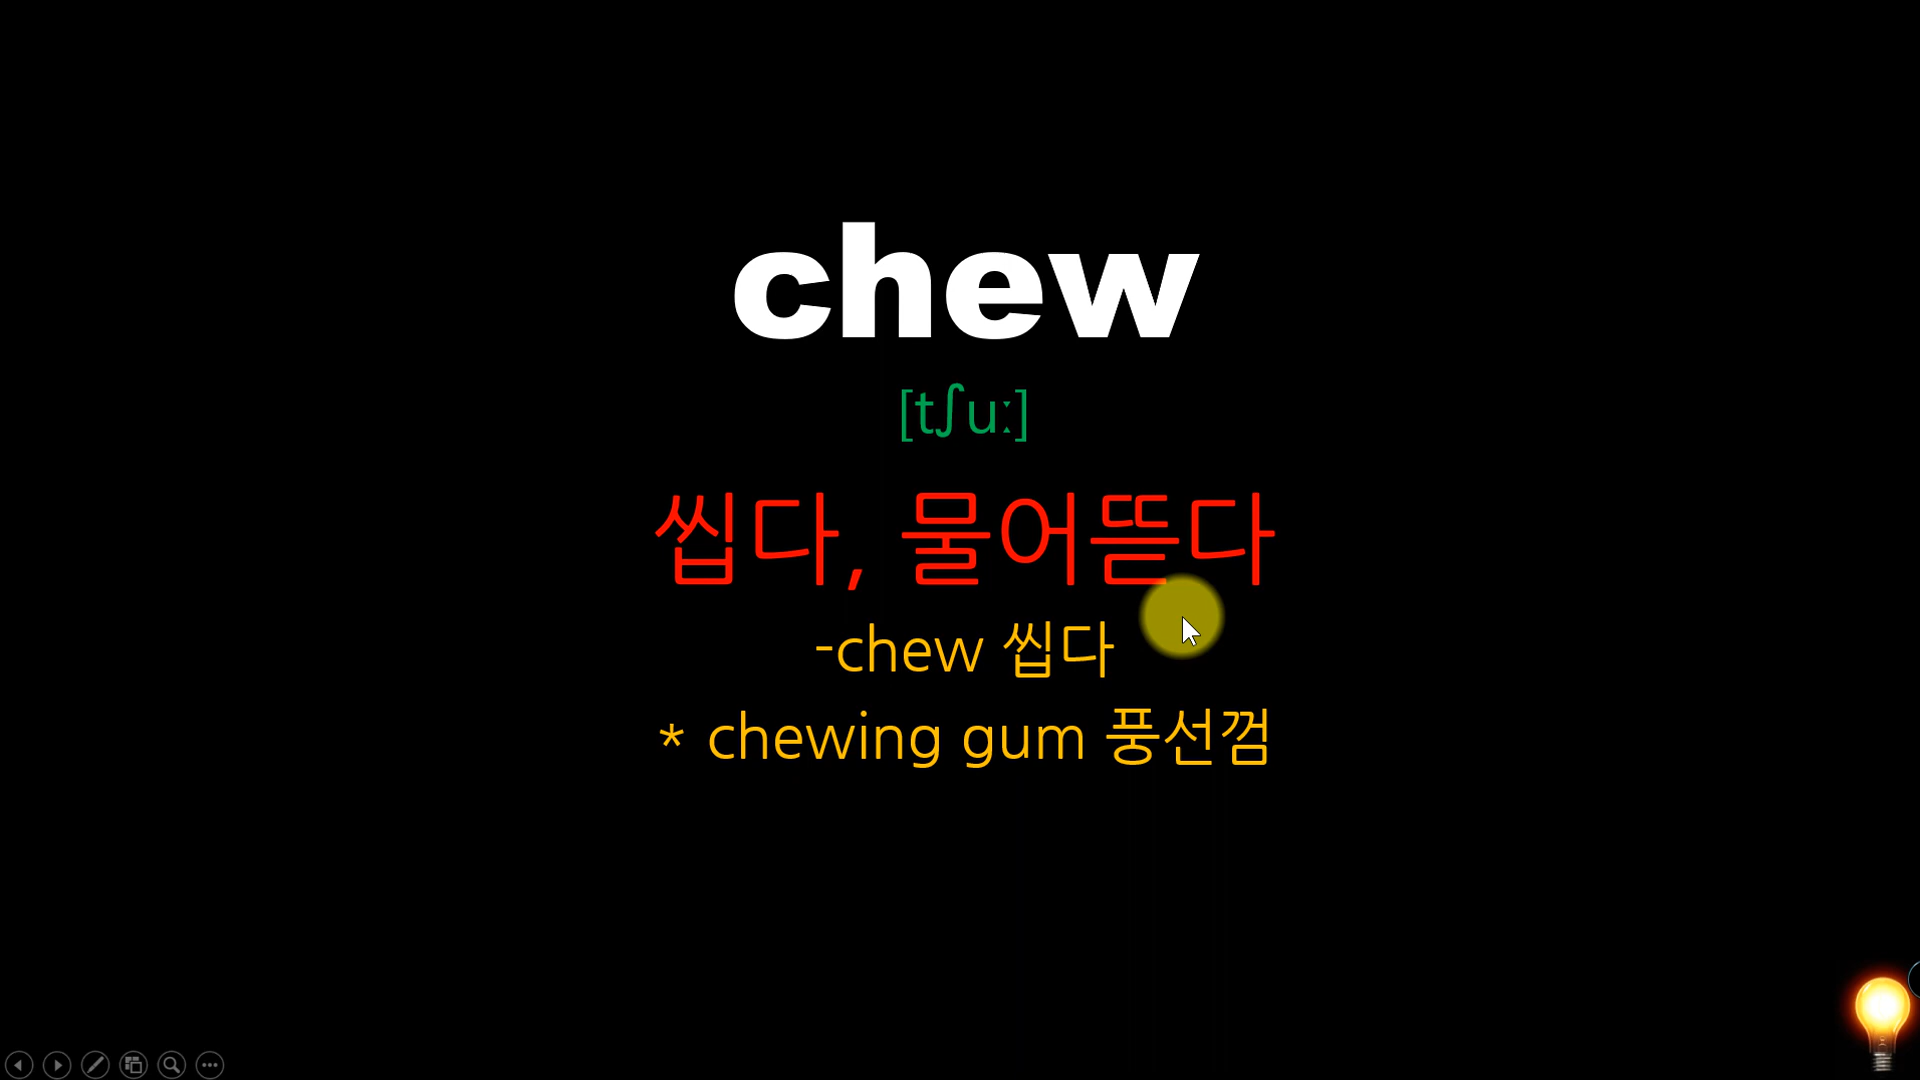 chew
[tʃuː]
씹다, 물어뜯다
-chew 씹다
* chewing gum 풍선껌